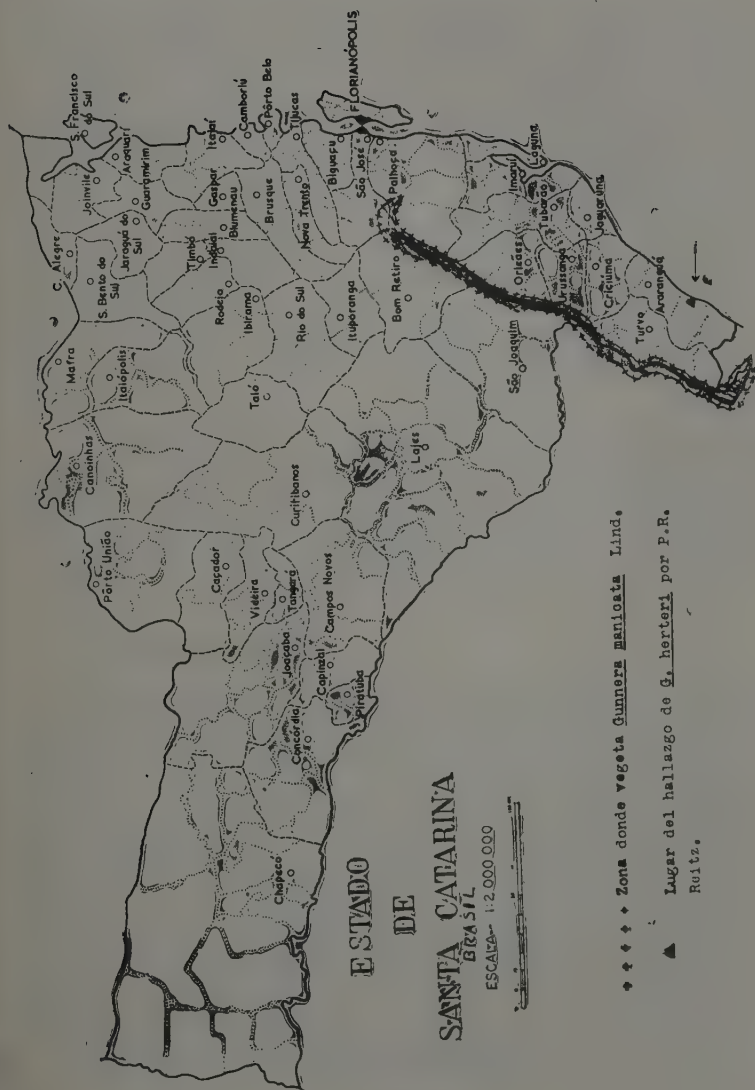 ESTADO
DE
SANTA CATARINA
BRASIL
ESCALA - 1:2.000.000
Zona donde vegeta Gunnera manicata Lind.
Lugar del hallazgo de G. herteri por P.R.
Ruitz.
S. Francisco
do Sul
Joinvile
Araquarí
Guaramirim
C. Alegre
S. Bento do
Sul
Jaraguá do
Sul
Mafra
Itaiópolis
Canoinhas
Pôrto União
Itajaí
Camboriú
Pôrto Belo
Tijucas
Gaspar
Blumenau
Brusque
Nova Trento
Timbó
Indaial
Rodeio
Ibirama
Rio do Sul
Ituporanga
Taió
Curitibanos
Caçador
Videira
Tangará
Campos Novos
Joaçaba
Capinzal
Piratuba
Concórdia
Chapecó
Biguaçu
FLORIANÓPOLIS
São José
Palhoça
Bom Retiro
Lajes
São Joaquim
Imaruí
Laguna
Tubarão
Jaguaruna
Orleães
Urussanga
Criciúma
Araranguá
Turvo